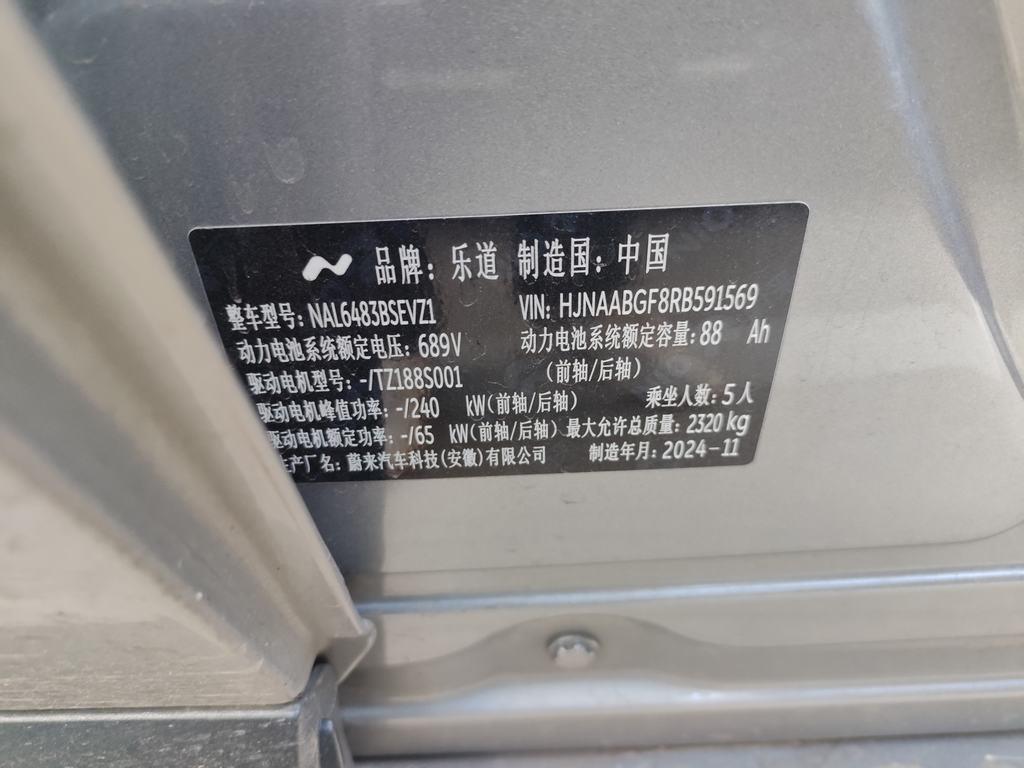 品牌：乐道 制造国：中国
整车型号：NAL6483BSEVZ1 VIN: HJNAABGF8RB591569
动力电池系统额定电压：689V 动力电池系统额定容量：88 Ah
驱动电机型号：-/TZ188S001 (前轴/后轴)
驱动电机峰值功率：-/240 kW(前轴/后轴) 乘坐人数：5人
驱动电机额定功率：-/65 kW(前轴/后轴) 最大允许总质量：2320 kg
生产厂名：蔚来汽车科技(安徽)有限公司 制造年月：2024-11